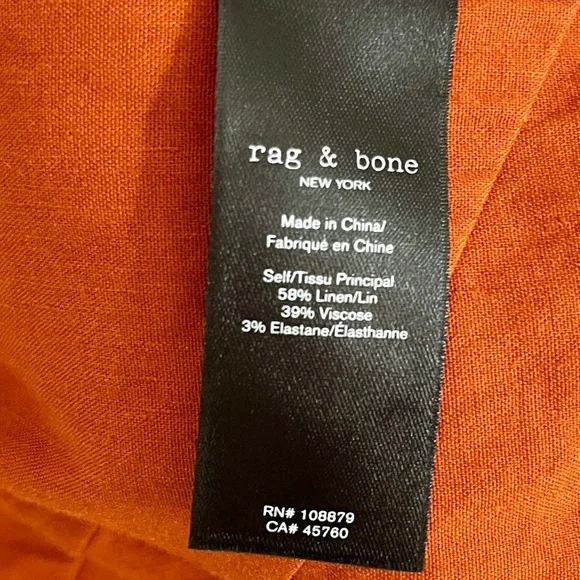 rag & bone
NEW YORK
Made in China/
Fabriqué en Chine
Self/Tissu Principal
58% Linen/Lin
39% Viscose
3% Elastane/Élasthanne
RN# 108879
CA# 45760